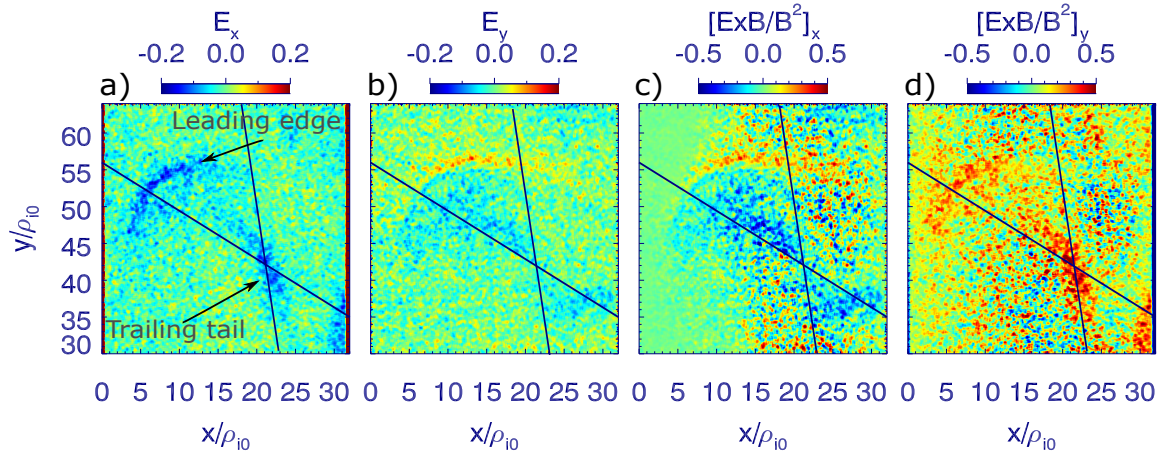 E_x E_y [ExB/B^2]_x [ExB/B^2]_y
-0.2 0.0 0.2 -0.2 0.0 0.2 -0.5 0.0 0.5 -0.5 0.0 0.5
a) b) c) d)
Leading edge
60
55
50
45
40
35
30
y/ρ_i0
Trailing tail
0 5 10 15 20 25 30 0 5 10 15 20 25 30 0 5 10 15 20 25 30 0 5 10 15 20 25 30
x/ρ_i0 x/ρ_i0 x/ρ_i0 x/ρ_i0